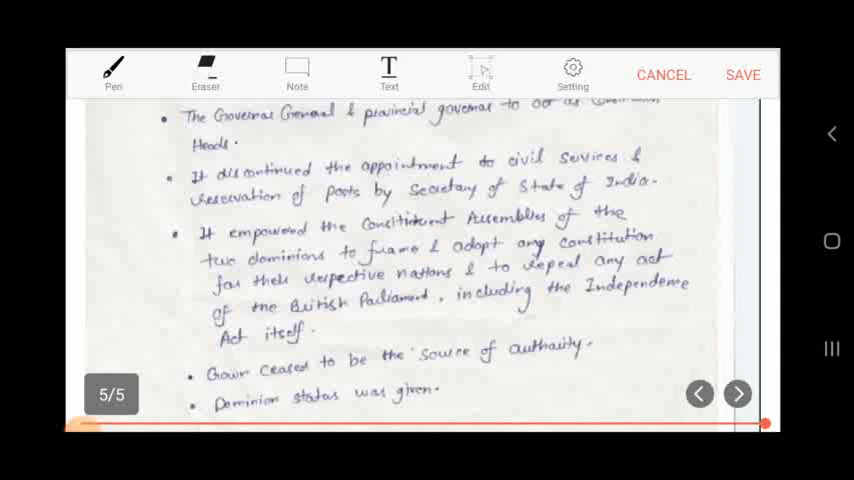 Pen
Eraser
Note
Text
Edit
Setting
CANCEL
SAVE
• The Governor General & provincial governor to act as
Heads.
• It discontinued the appointment to civil services &
reservation of posts by Secretary of State of India.
• It empowered the Constituent Assemblies of the
two dominions to frame & adopt any constitution
for their respective nations & to repeal any act
of the British Parliament, including the Independence
Act itself.
• Crown ceased to be the source of authority.
• Dominion status was given.
5/5